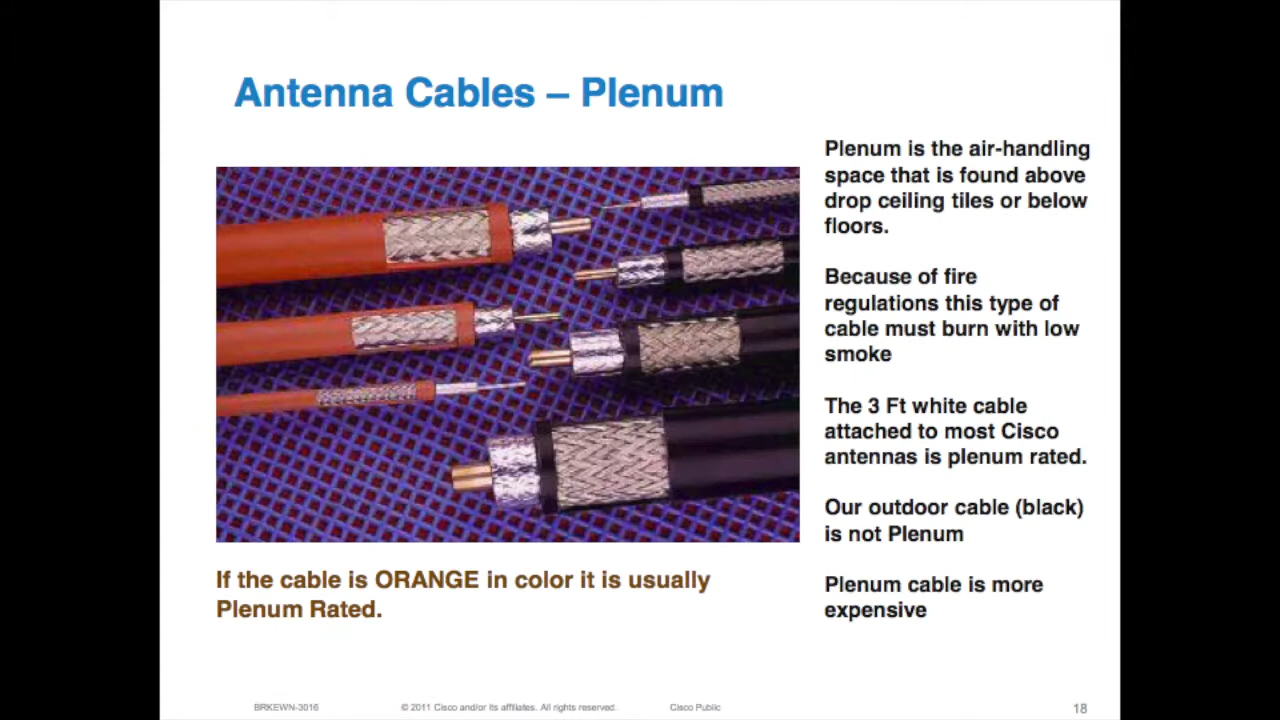 Antenna Cables – Plenum
Plenum is the air-handling
space that is found above
drop ceiling tiles or below
floors.
Because of fire
regulations this type of
cable must burn with low
smoke
The 3 Ft white cable
attached to most Cisco
antennas is plenum rated.
Our outdoor cable (black)
is not Plenum
Plenum cable is more
expensive
If the cable is ORANGE in color it is usually
Plenum Rated.
BRKEWN-3016
© 2011 Cisco and/or its affiliates. All rights reserved.
Cisco Public
18